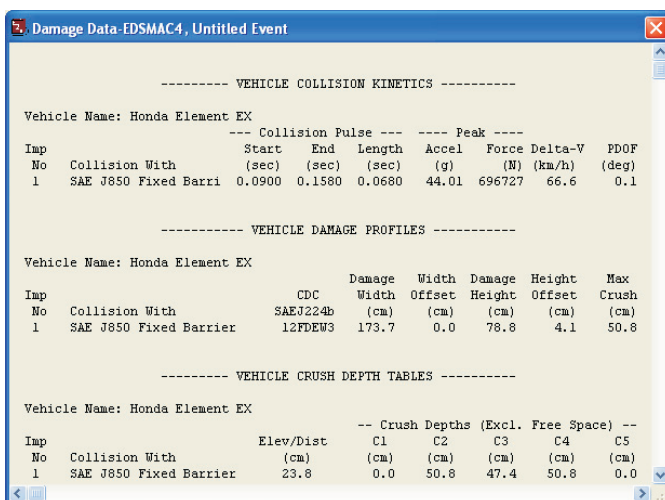 Damage Data-EDSMAC4, Untitled Event
--------- VEHICLE COLLISION KINETICS ----------
Vehicle Name: Honda Element EX
--- Collision Pulse --- ---- Peak ----
Imp Start End Length Accel Force Delta-V PDOF
No Collision With (sec) (sec) (sec) (g) (N) (km/h) (deg)
1 SAE J850 Fixed Barri 0.0900 0.1580 0.0680 44.01 696727 66.6 0.1
----------- VEHICLE DAMAGE PROFILES -----------
Vehicle Name: Honda Element EX
Damage Width Damage Height Max
Imp CDC Width Offset Height Offset Crush
No Collision With SAEJ224b (cm) (cm) (cm) (cm) (cm)
1 SAE J850 Fixed Barrier 12FDEW3 173.7 0.0 78.8 4.1 50.8
--------- VEHICLE CRUSH DEPTH TABLES ----------
Vehicle Name: Honda Element EX
-- Crush Depths (Excl. Free Space) --
Imp Elev/Dist C1 C2 C3 C4 C5
No Collision With (cm) (cm) (cm) (cm) (cm) (cm)
1 SAE J850 Fixed Barrier 23.8 0.0 50.8 47.4 50.8 0.0